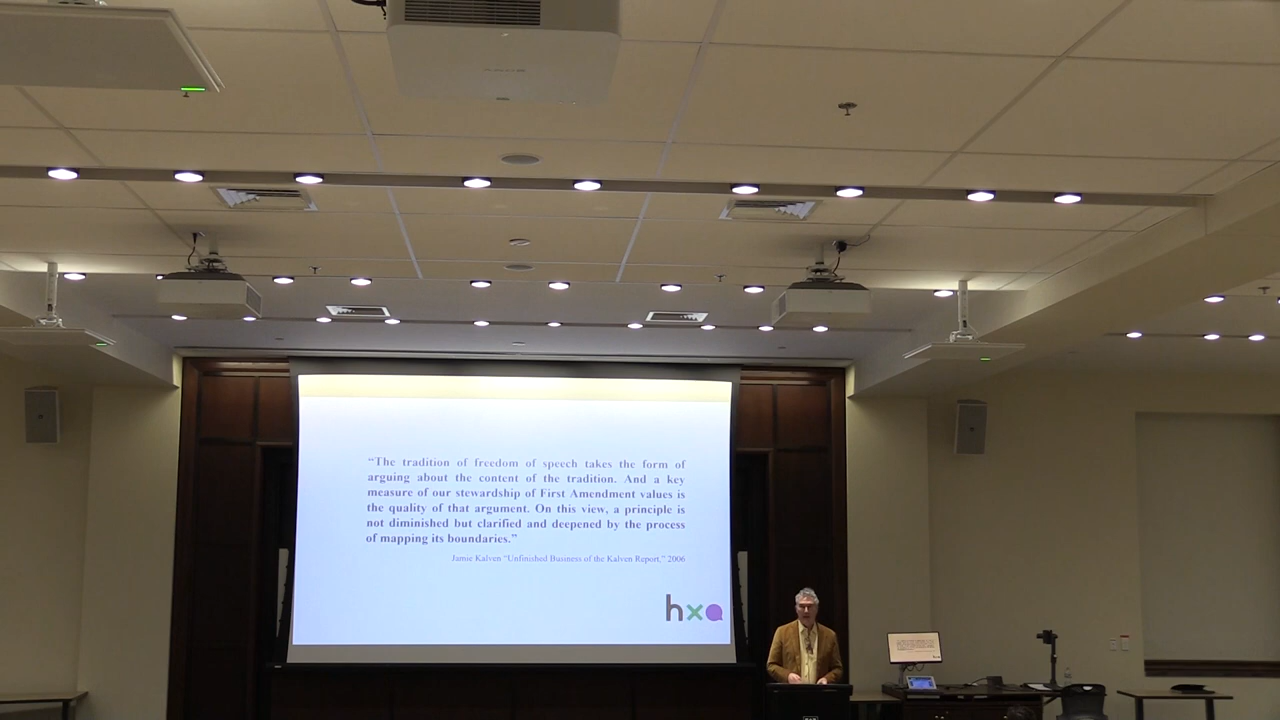 “The tradition of freedom of speech takes the form of
arguing about the content of the tradition. And a key
measure of our stewardship of First Amendment values is
the quality of that argument. On this view, a principle is
not diminished but clarified and deepened by the process
of mapping its boundaries.”
Jamie Kalven “Unfinished Business of the Kalven Report,” 2006
hxa